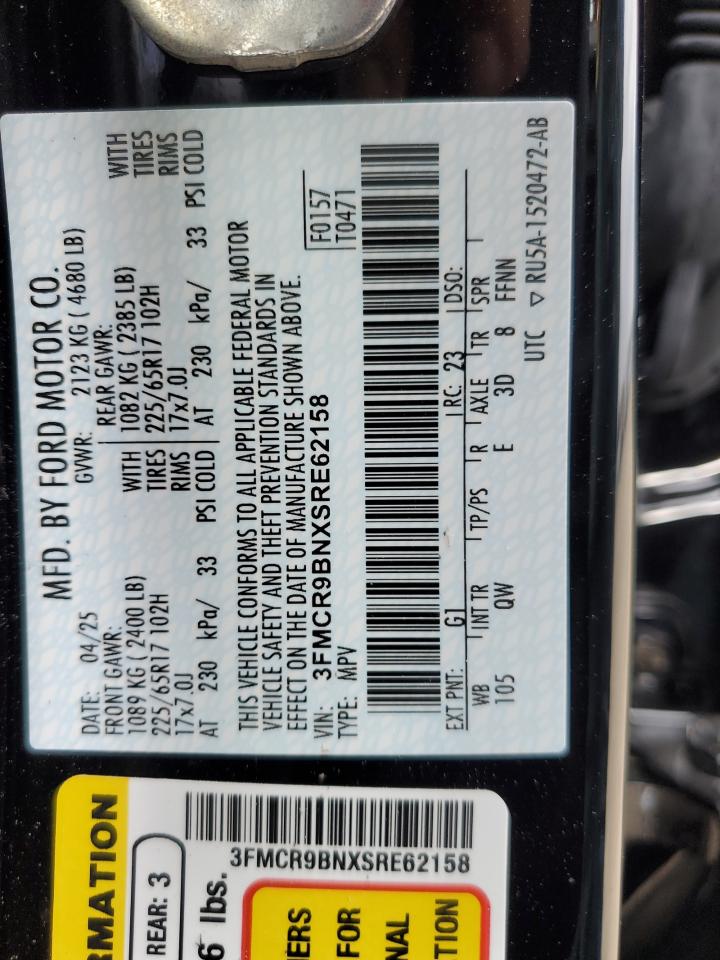 MFD. BY FORD MOTOR CO.
DATE: 04/25 GVWR: 2123 KG ( 4680 LB)
FRONT GAWR: REAR GAWR:
1089 KG ( 2400 LB) WITH 1082 KG ( 2385 LB) WITH
225/65R17 102H TIRES 225/65R17 102H TIRES
17x7.0J RIMS 17x7.0J RIMS
AT 230 kPa/ 33 PSI COLD AT 230 kPa/ 33 PSI COLD
THIS VEHICLE CONFORMS TO ALL APPLICABLE FEDERAL MOTOR
VEHICLE SAFETY AND THEFT PREVENTION STANDARDS IN
EFFECT ON THE DATE OF MANUFACTURE SHOWN ABOVE.
VIN: 3FMCR9BNXSRE62158
TYPE: MPV
F0157
T0471
EXT PNT: G1 RC: 23 DSO:
WB INT TR TP/PS R AXLE TR SPR
105 QW E 3D 8 FFNN
UTC ▽ RU5A-1520472-AB
RMATION
REAR: 3
6 lbs.
3FMCR9BNXSRE62158
ERS
FOR
NAL
TION